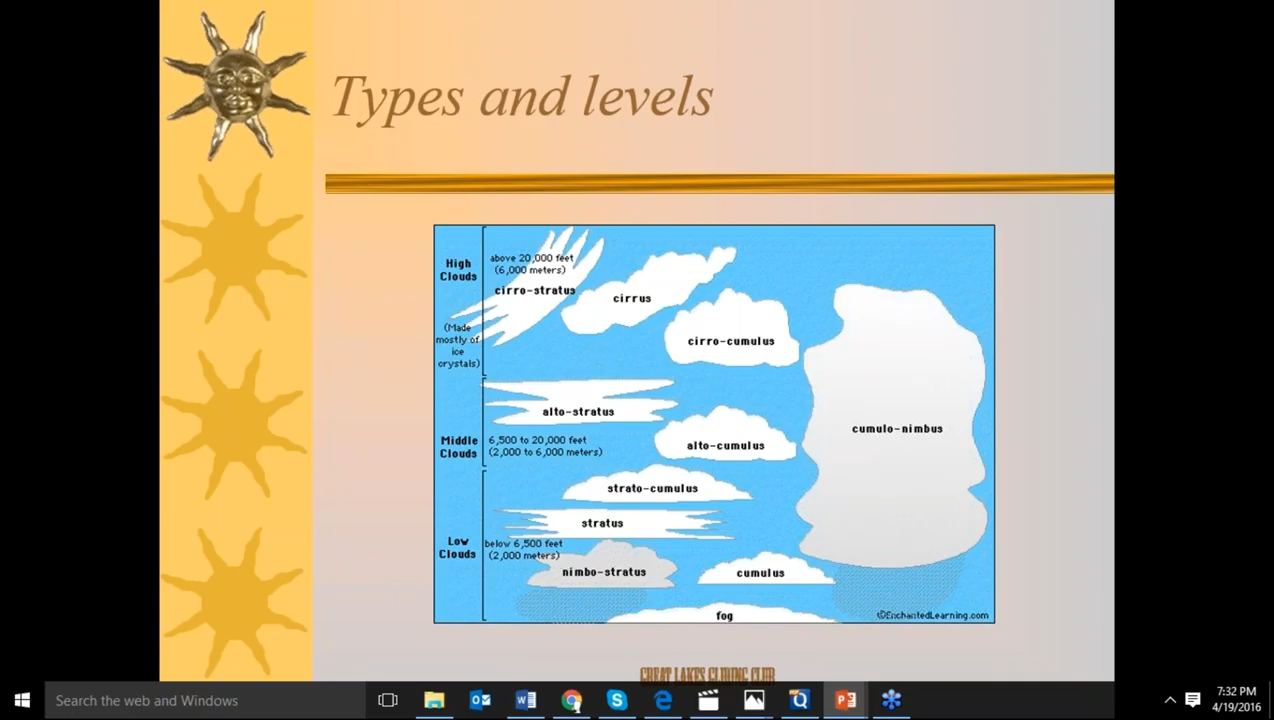 Types and levels
High
Clouds
above 20,000 feet
(6,000 meters)
cirro-stratus
cirrus
(Made
mostly of
ice
crystals)
cirro-cumulus
alto-stratus
cumulo-nimbus
Middle
Clouds
6,500 to 20,000 feet
(2,000 to 6,000 meters)
alto-cumulus
strato-cumulus
stratus
Low
Clouds
below 6,500 feet
(2,000 meters)
nimbo-stratus
cumulus
fog
©EnchantedLearning.com
GREAT LAKES GLIDING CLUB
Search the web and Windows
7:32 PM
4/19/2016